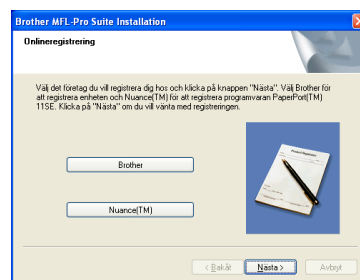 Brother MFL-Pro Suite Installation
Onlineregistrering
Välj det företag du vill registrera dig hos och klicka på knappen "Nästa". Välj Brother för
att registrera enheten och Nuance(TM) för att registrera programvaran PaperPort(TM)
11SE. Klicka på "Nästa" om du vill vänta med registreringen.
Brother
Nuance(TM)
< Bakåt
Nästa >
Avbryt